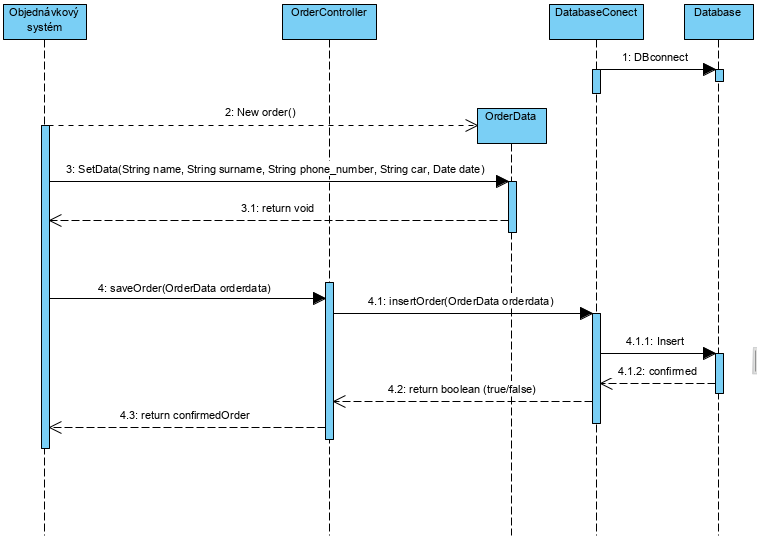 Objednávkový
systém
OrderController
DatabaseConect
Database
1: DBconnect
2: New order()
OrderData
3: SetData(String name, String surname, String phone_number, String car, Date date)
3.1: return void
4: saveOrder(OrderData orderdata)
4.1: insertOrder(OrderData orderdata)
4.1.1: Insert
4.1.2: confirmed
4.2: return boolean (true/false)
4.3: return confirmedOrder